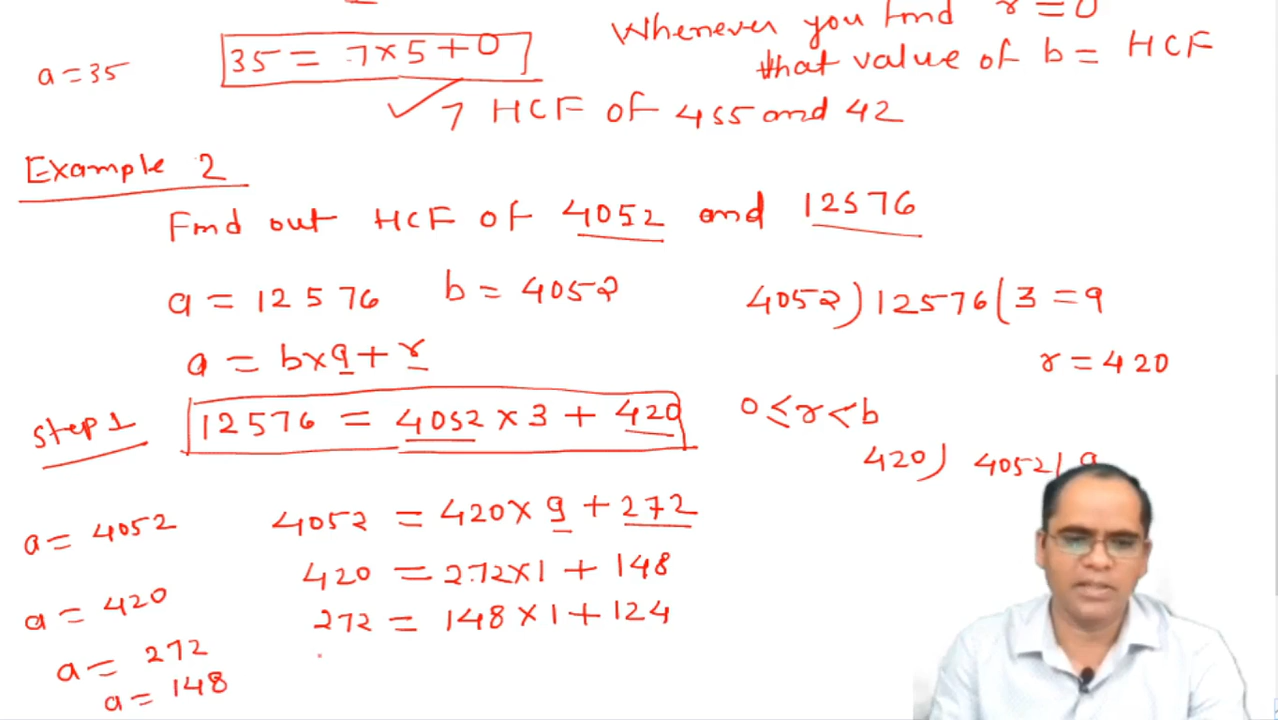 Whenever you find r = 0
that value of b = HCF
a = 35
35 = 7 × 5 + 0
✓ 7 HCF of 455 and 42
Example 2
Find out HCF of 4052 and 12576
a = 12576 b = 4052
4052 ) 12576 ( 3 = q
a = b × q + r
r = 420
step 1 12576 = 4052 × 3 + 420
0 ≤ r < b
420 ) 4052 ( 9
a = 4052 4052 = 420 × 9 + 272
a = 420 420 = 272 × 1 + 148
a = 272 272 = 148 × 1 + 124
a = 148